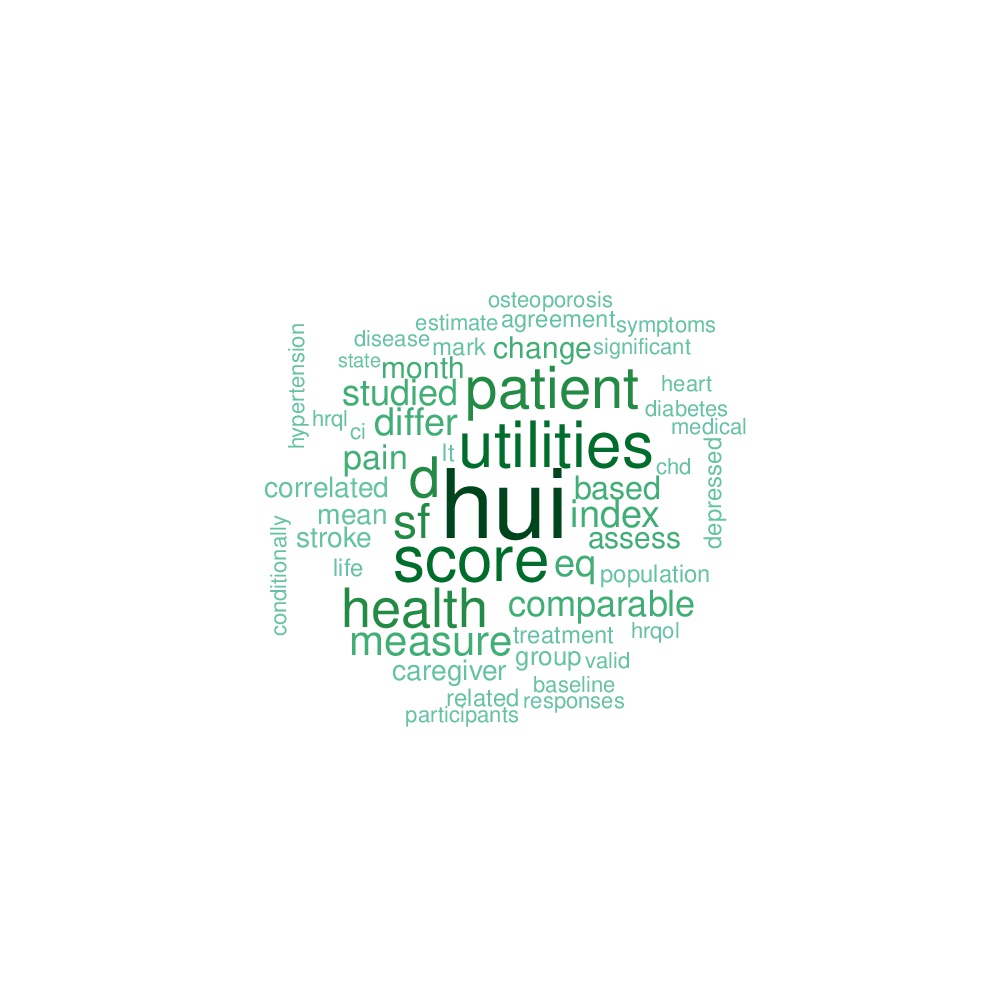 osteoporosis
estimate agreement symptoms
disease mark change significant
state month patient heart
hypertension
studied diabetes
hrql ci differ medical
lt utilities
pain d chd
depressed
correlated hui based
mean sf index
stroke assess
conditionally
life score eq population
health comparable
measure treatment hrqol
caregiver group valid
related baseline
responses
participants